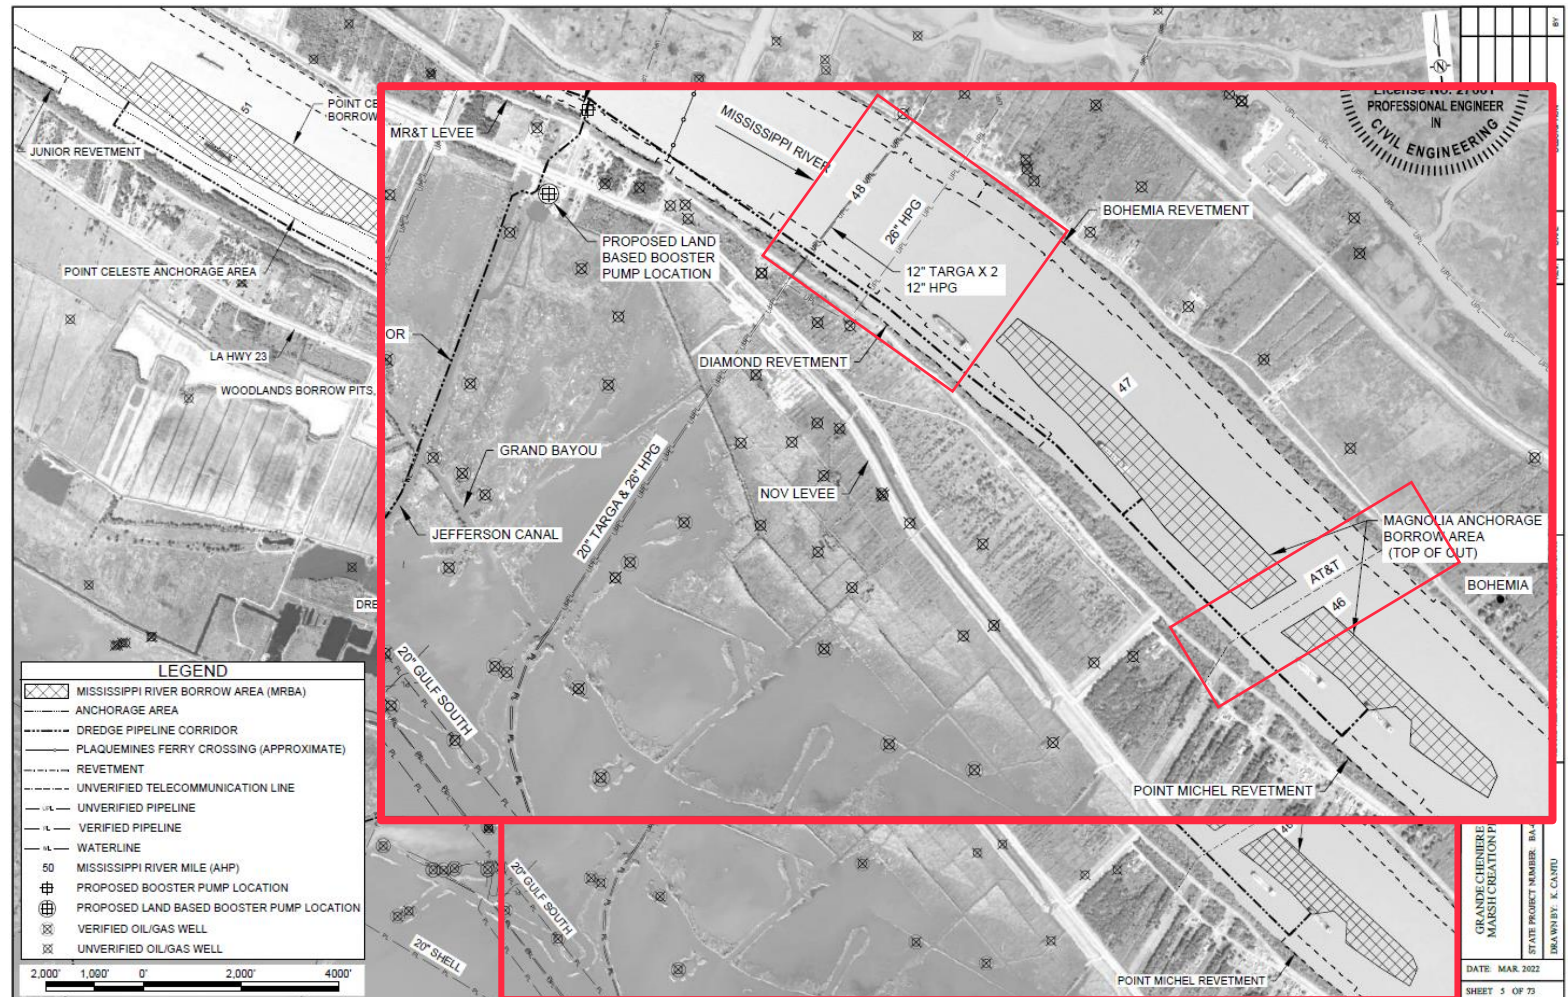 51
POINT CE
BORROW
JUNIOR REVETMENT
POINT CELESTE ANCHORAGE AREA
LA HWY 23
WOODLANDS BORROW PITS,
DRE
MR&T LEVEE
MISSISSIPPI RIVER
48
26" HPG
BOHEMIA REVETMENT
PROPOSED LAND
BASED BOOSTER
PUMP LOCATION
12" TARGA X 2
12" HPG
OR
DIAMOND REVETMENT
47
GRAND BAYOU
20" TARGA & 26" HPG
NOV LEVEE
JEFFERSON CANAL
MAGNOLIA ANCHORAGE
BORROW AREA
(TOP OF CUT)
AT&T
BOHEMIA
46
20" GULF SOUTH
POINT MICHEL REVETMENT
N
PROFESSIONAL ENGINEER
IN
CIVIL ENGINEERING
LEGEND
MISSISSIPPI RIVER BORROW AREA (MRBA)
ANCHORAGE AREA
DREDGE PIPELINE CORRIDOR
PLAQUEMINES FERRY CROSSING (APPROXIMATE)
REVETMENT
UNVERIFIED TELECOMMUNICATION LINE
UPL UNVERIFIED PIPELINE
PL VERIFIED PIPELINE
WL WATERLINE
50 MISSISSIPPI RIVER MILE (AHP)
PROPOSED BOOSTER PUMP LOCATION
PROPOSED LAND BASED BOOSTER PUMP LOCATION
VERIFIED OIL/GAS WELL
UNVERIFIED OIL/GAS WELL
2,000' 1,000' 0' 2,000' 4000'
20" GULF SOUTH
20" SHELL
POINT MICHEL REVETMENT
BY
GRANDE CHENIERE
MARSH CREATION
STATE PROJECT NUMBER: BA-
DRAWN BY: K. CANTU
DATE: MAR. 2022
SHEET 5 OF 73